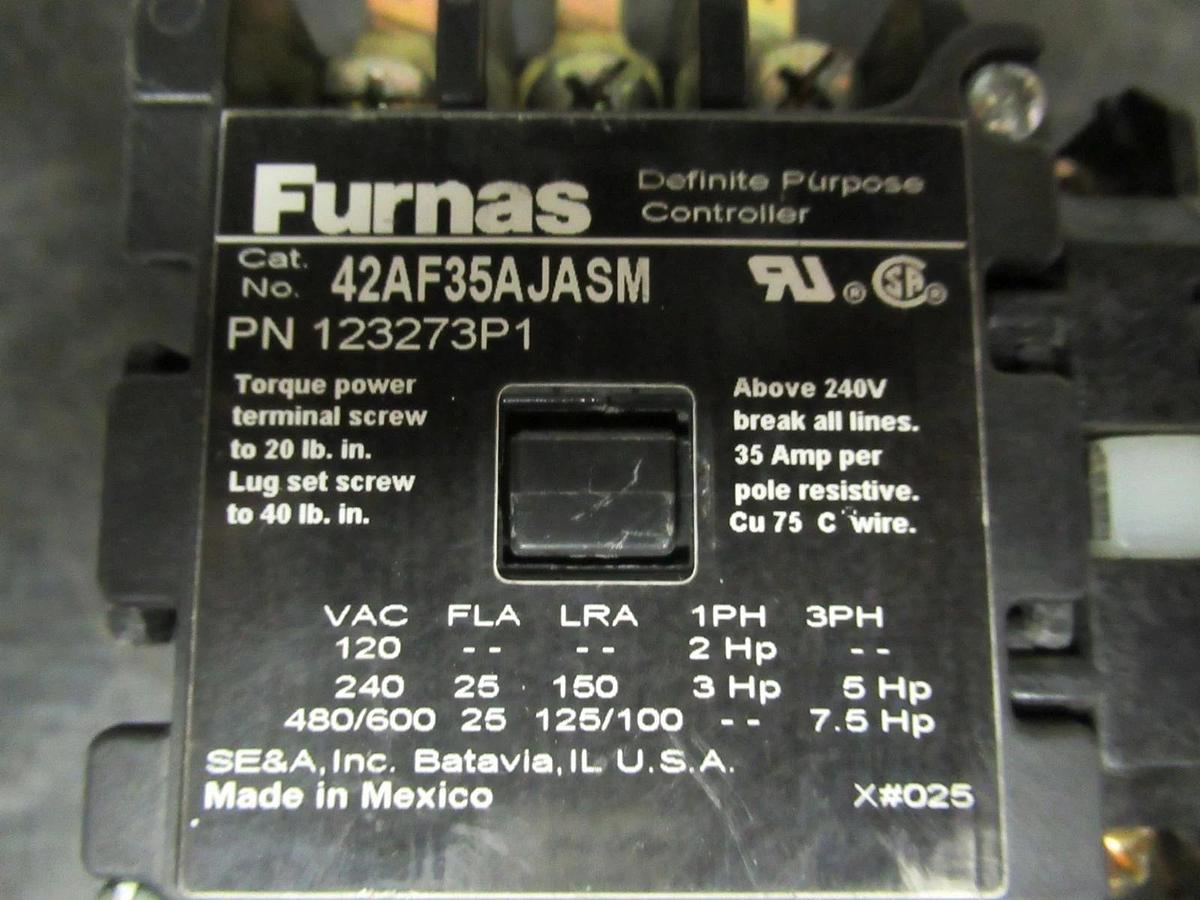 Furnas
Definite Purpose
Controller
Cat.
No. 42AF35AJASM
PN 123273P1
Torque power
terminal screw
to 20 lb. in.
Lug set screw
to 40 lb. in.
Above 240V
break all lines.
35 Amp per
pole resistive.
Cu 75 C wire.
VAC FLA LRA 1PH 3PH
120 -- -- 2 Hp --
240 25 150 3 Hp 5 Hp
480/600 25 125/100 -- 7.5 Hp
SE&A, Inc. Batavia, IL U.S.A.
Made in Mexico X#025